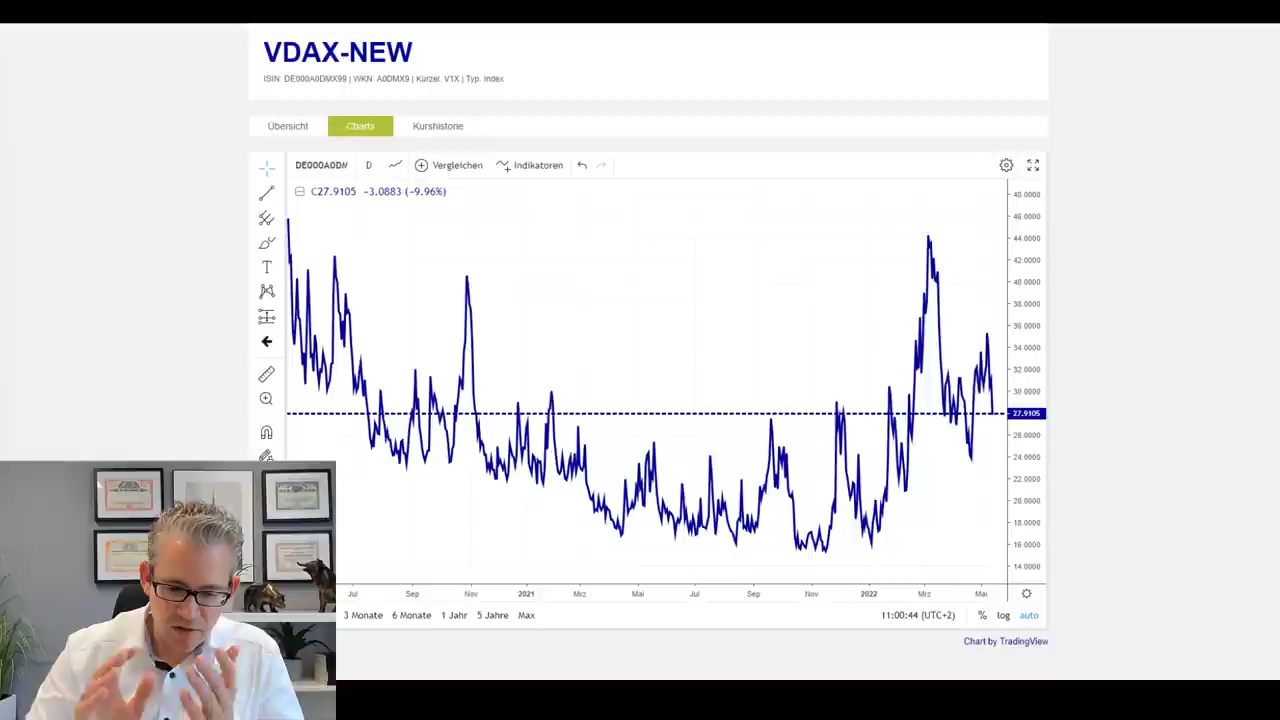 VDAX-NEW
ISIN: DE000A0DMX99 | WKN: A0DMX9 | Kürzel: V1X | Typ: Index
Übersicht Charts Kurshistorie
DE000A0DM D Vergleichen Indikatoren
C27.9105 −3.0883 (−9.96%)
T
48.0000
46.0000
44.0000
42.0000
40.0000
38.0000
36.0000
34.0000
32.0000
30.0000
27.9105
26.0000
24.0000
22.0000
20.0000
18.0000
16.0000
14.0000
Jul Sep Nov 2021 Mrz Mai Jul Sep Nov 2022 Mrz Mai
3 Monate 6 Monate 1 Jahr 5 Jahre Max 11:00:44 (UTC+2) % log auto
Chart by TradingView